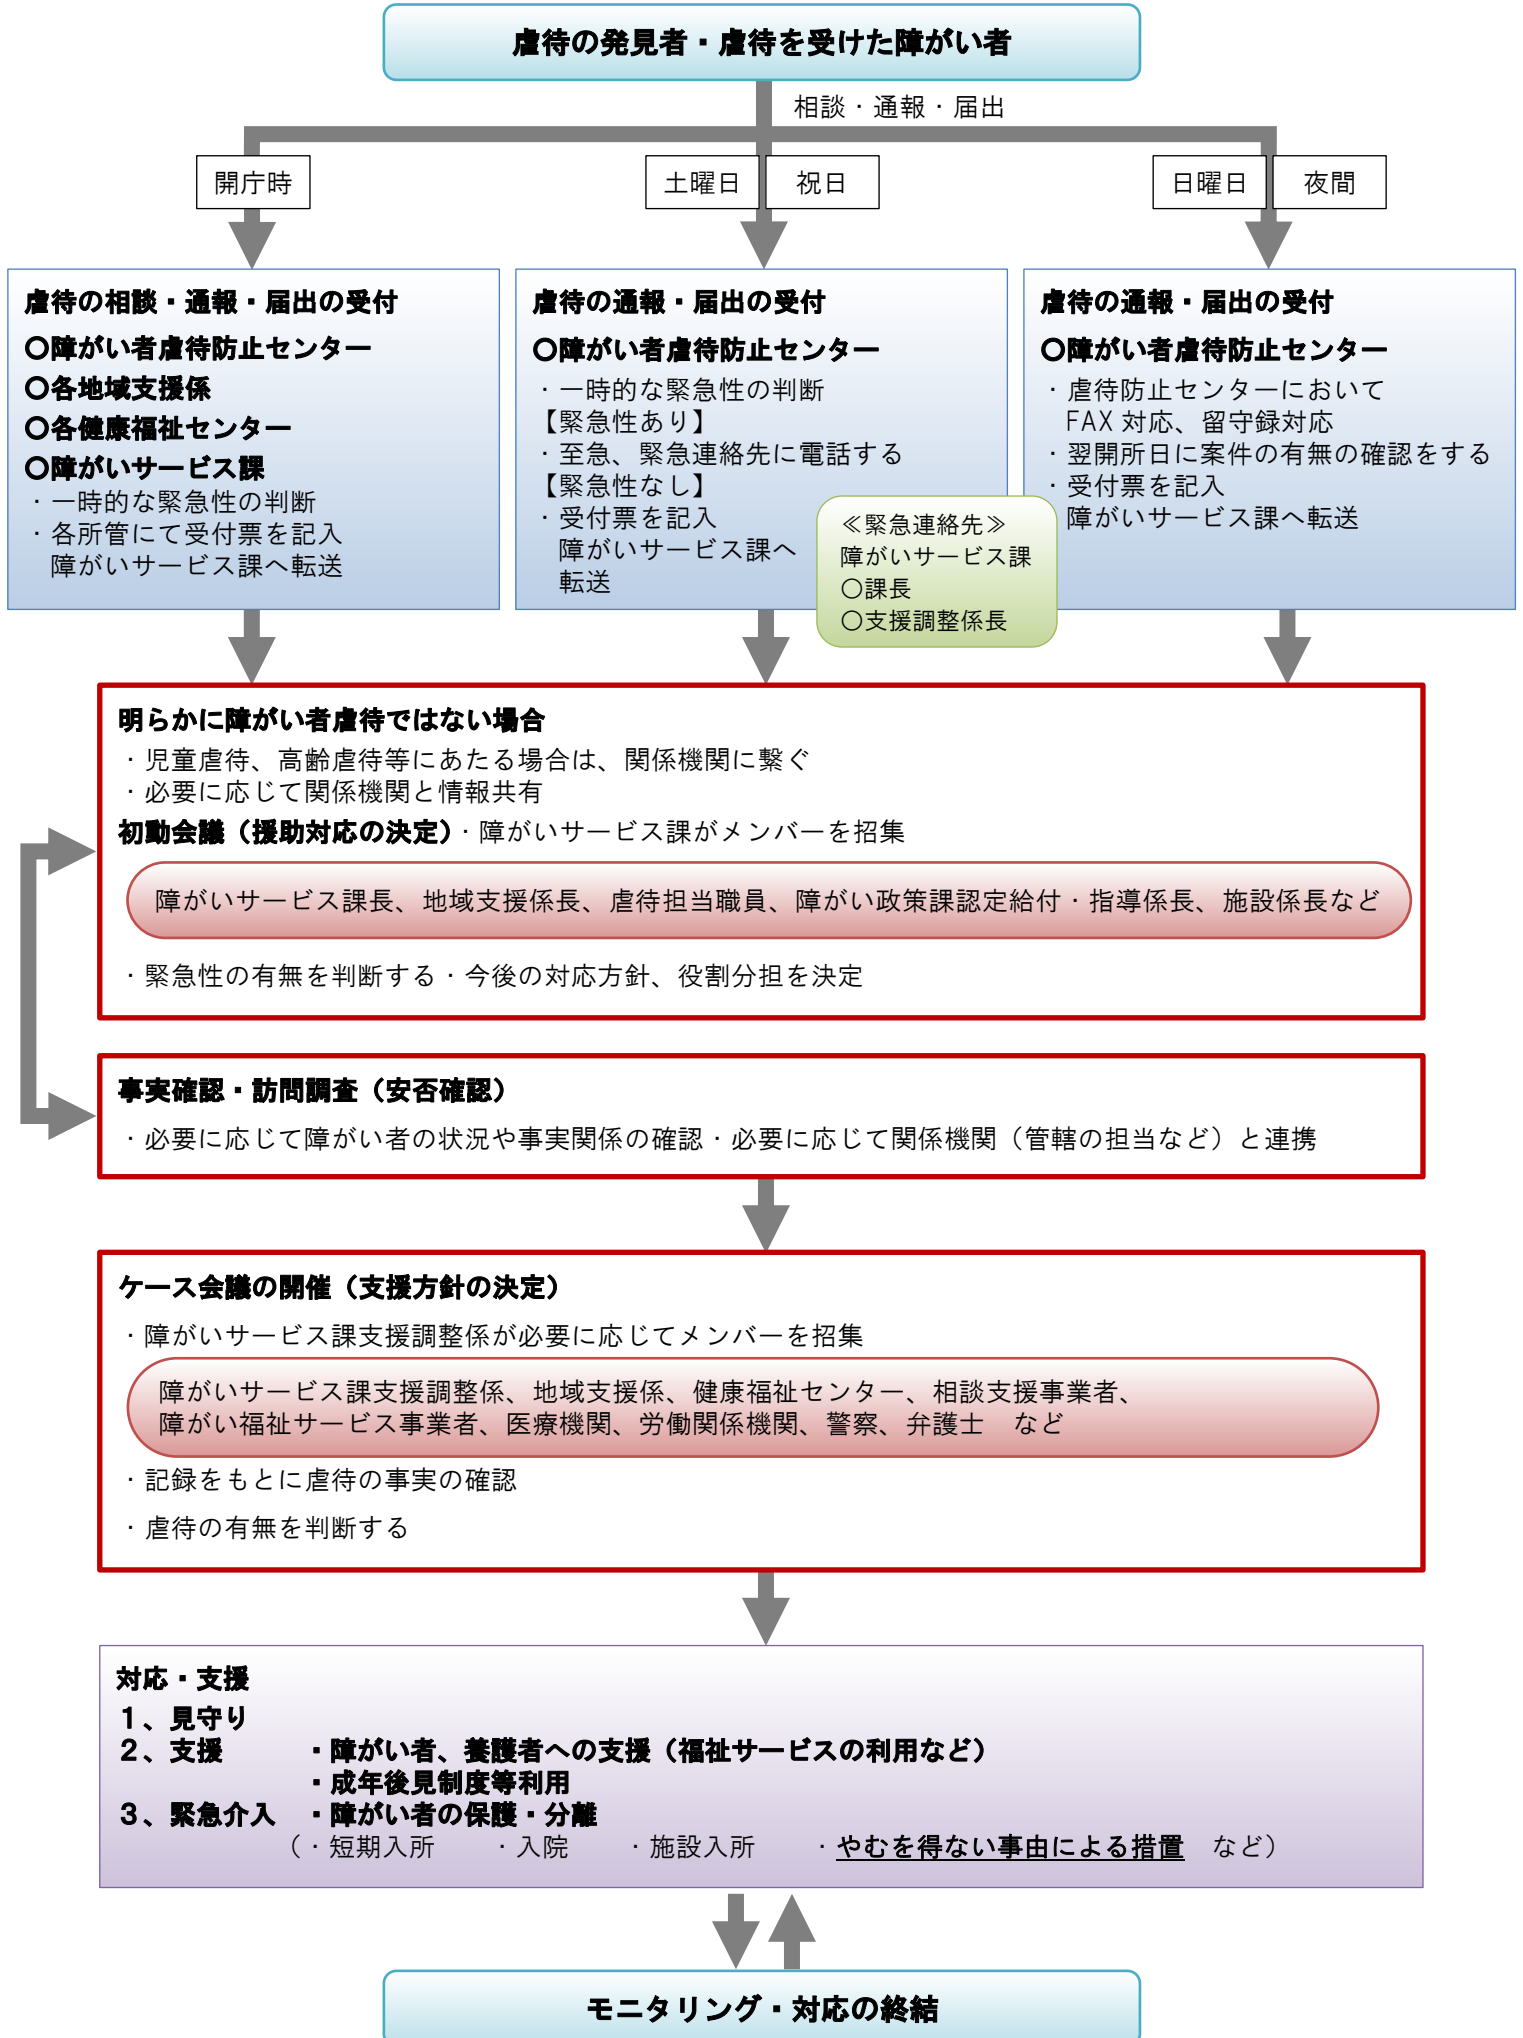 虐待の発見者・虐待を受けた障がい者
相談・通報・届出
開庁時
土曜日
祝日
日曜日
夜間
虐待の相談・通報・届出の受付
〇障がい者虐待防止センター
〇各地域支援係
〇各健康福祉センター
〇障がいサービス課
・一時的な緊急性の判断
・各所管にて受付票を記入
障がいサービス課へ転送
虐待の通報・届出の受付
〇障がい者虐待防止センター
・一時的な緊急性の判断
【緊急性あり】
・至急、緊急連絡先に電話する
【緊急性なし】
・受付票を記入
障がいサービス課へ
転送
≪緊急連絡先≫
障がいサービス課
〇課長
〇支援調整係長
虐待の通報・届出の受付
〇障がい者虐待防止センター
・虐待防止センターにおいて
FAX 対応、留守録対応
・翌開所日に案件の有無の確認をする
・受付票を記入
障がいサービス課へ転送
明らかに障がい者虐待ではない場合
・児童虐待、高齢虐待等にあたる場合は、関係機関に繋ぐ
・必要に応じて関係機関と情報共有
初動会議（援助対応の決定）・障がいサービス課がメンバーを招集
障がいサービス課長、地域支援係長、虐待担当職員、障がい政策課認定給付・指導係長、施設係長など
・緊急性の有無を判断する・今後の対応方針、役割分担を決定
事実確認・訪問調査（安否確認）
・必要に応じて障がい者の状況や事実関係の確認・必要に応じて関係機関（管轄の担当など）と連携
ケース会議の開催（支援方針の決定）
・障がいサービス課支援調整係が必要に応じてメンバーを招集
障がいサービス課支援調整係、地域支援係、健康福祉センター、相談支援事業者、
障がい福祉サービス事業者、医療機関、労働関係機関、警察、弁護士　など
・記録をもとに虐待の事実の確認
・虐待の有無を判断する
対応・支援
１、見守り
２、支援　　　・障がい者、養護者への支援（福祉サービスの利用など）
・成年後見制度等利用
３、緊急介入　・障がい者の保護・分離
（・短期入所　　・入院　　・施設入所　　・やむを得ない事由による措置　など）
モニタリング・対応の終結